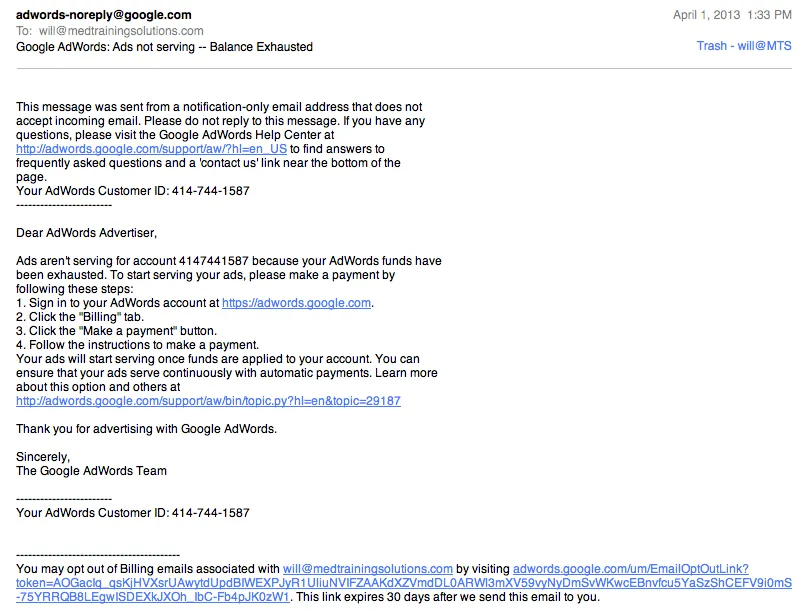 adwords-noreply@google.com April 1, 2013 1:33 PM
To: will@medtrainingsolutions.com
Google AdWords: Ads not serving -- Balance Exhausted Trash - will@MTS
This message was sent from a notification-only email address that does not
accept incoming email. Please do not reply to this message. If you have any
questions, please visit the Google AdWords Help Center at
http://adwords.google.com/support/aw/?hl=en_US to find answers to
frequently asked questions and a 'contact us' link near the bottom of the
page.
Your AdWords Customer ID: 414-744-1587
------------------------
Dear AdWords Advertiser,
Ads aren't serving for account 4147441587 because your AdWords funds have
been exhausted. To start serving your ads, please make a payment by
following these steps:
1. Sign in to your AdWords account at https://adwords.google.com.
2. Click the "Billing" tab.
3. Click the "Make a payment" button.
4. Follow the instructions to make a payment.
Your ads will start serving once funds are applied to your account. You can
ensure that your ads serve continuously with automatic payments. Learn more
about this option and others at
http://adwords.google.com/support/aw/bin/topic.py?hl=en&topic=29187
Thank you for advertising with Google AdWords.
Sincerely,
The Google AdWords Team
------------------------
Your AdWords Customer ID: 414-744-1587
-----------------------------------------
You may opt out of Billing emails associated with will@medtrainingsolutions.com by visiting adwords.google.com/um/EmailOptOutLink?
token=AOGaclq_qsKjHVXsrUAwytdUpdBIWEXPJyR1UliuNVIFZAAKdXZVmdDL0ARWl3mXV59vyNyDmSvWKwcEBnvfcu5YaSzShCEFV9i0mS
-75YRRQB8LEgwISDEXkJXOh_IbC-Fb4pJK0zW1. This link expires 30 days after we send this email to you.